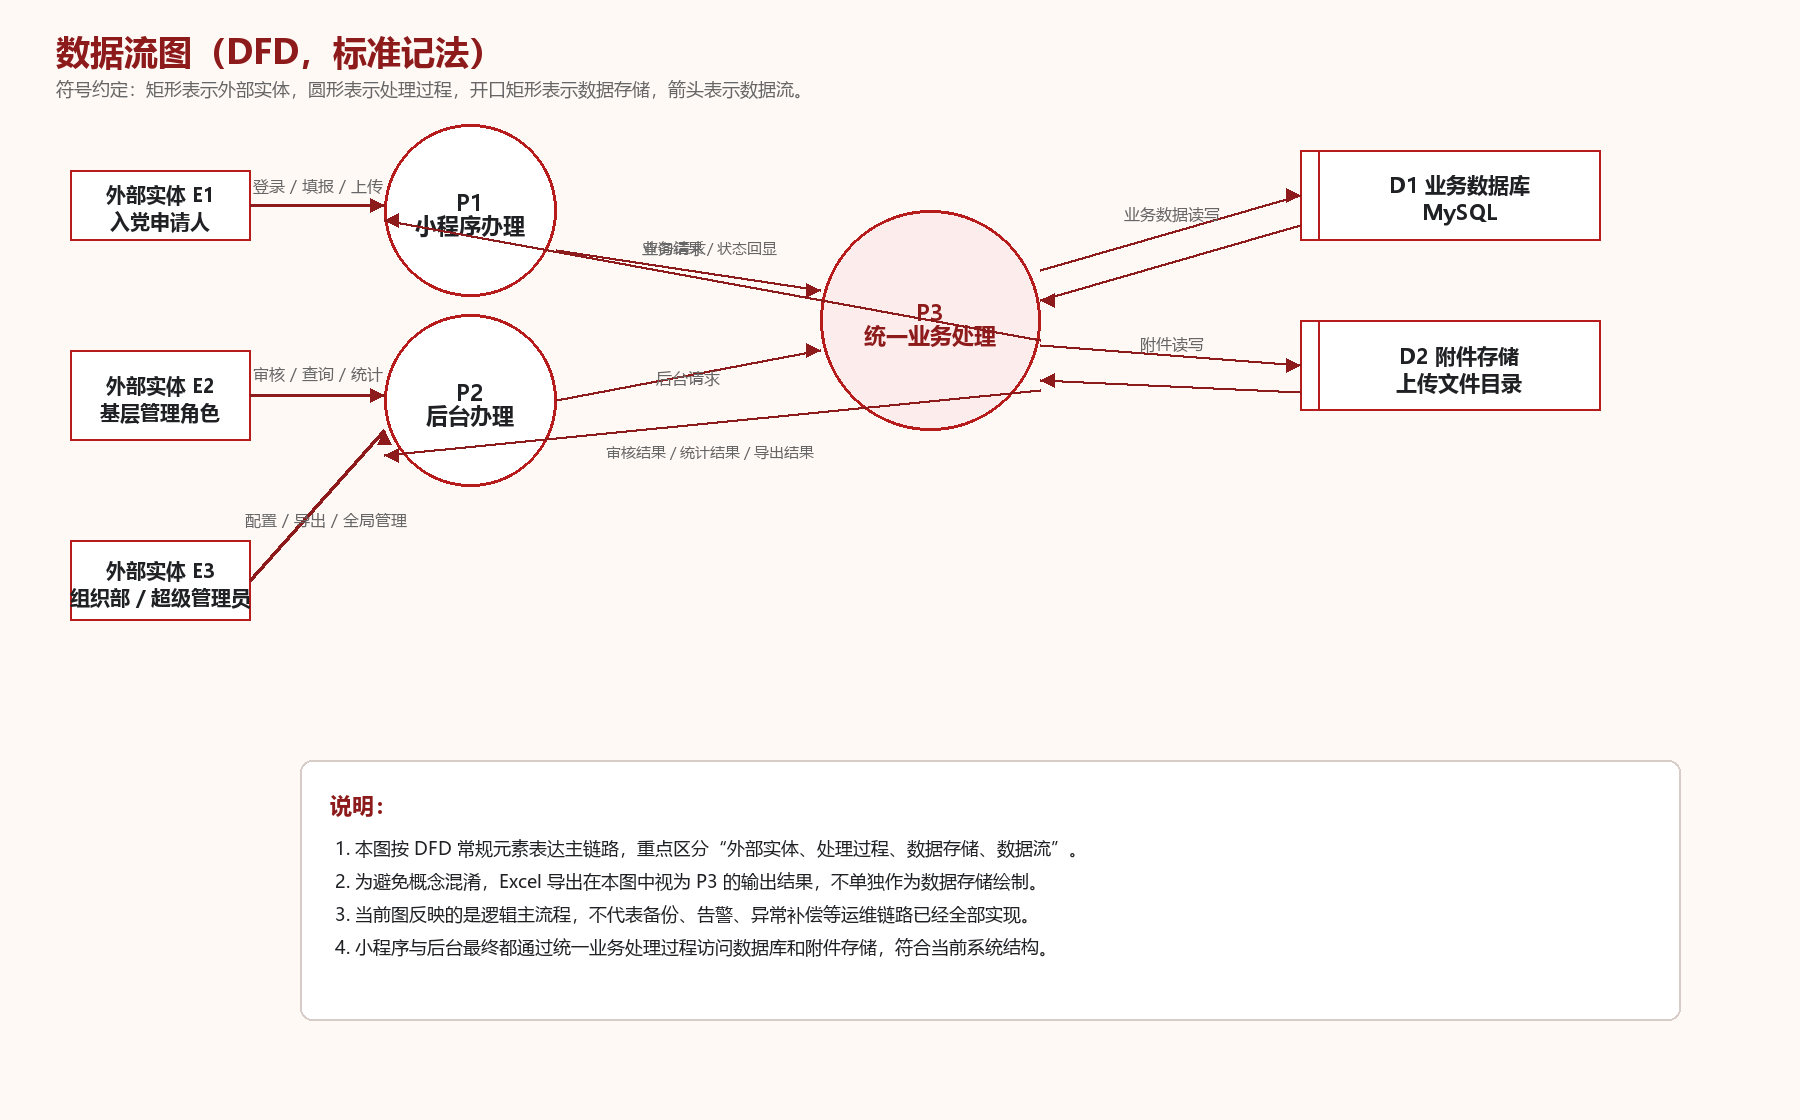 数据流图（DFD，标准记法）
符号约定：矩形表示外部实体，圆形表示处理过程，开口矩形表示数据存储，箭头表示数据流。
外部实体 E1
入党申请人
登录 / 填报 / 上传
P1
小程序办理
/ 状态回显
业务数据读写
D1 业务数据库
MySQL
P3
统一业务处理
外部实体 E2
基层管理角色
审核 / 查询 / 统计
P2
后台办理
后台请求
附件读写
D2 附件存储
上传文件目录
审核结果 / 统计结果 / 导出结果
配置 / 导出 / 全局管理
外部实体 E3
组织部 / 超级管理员
说明：
1. 本图按 DFD 常规元素表达主链路，重点区分“外部实体、处理过程、数据存储、数据流”。
2. 为避免概念混淆，Excel 导出在本图中视为 P3 的输出结果，不单独作为数据存储绘制。
3. 当前图反映的是逻辑主流程，不代表备份、告警、异常补偿等运维链路已经全部实现。
4. 小程序与后台最终都通过统一业务处理过程访问数据库和附件存储，符合当前系统结构。